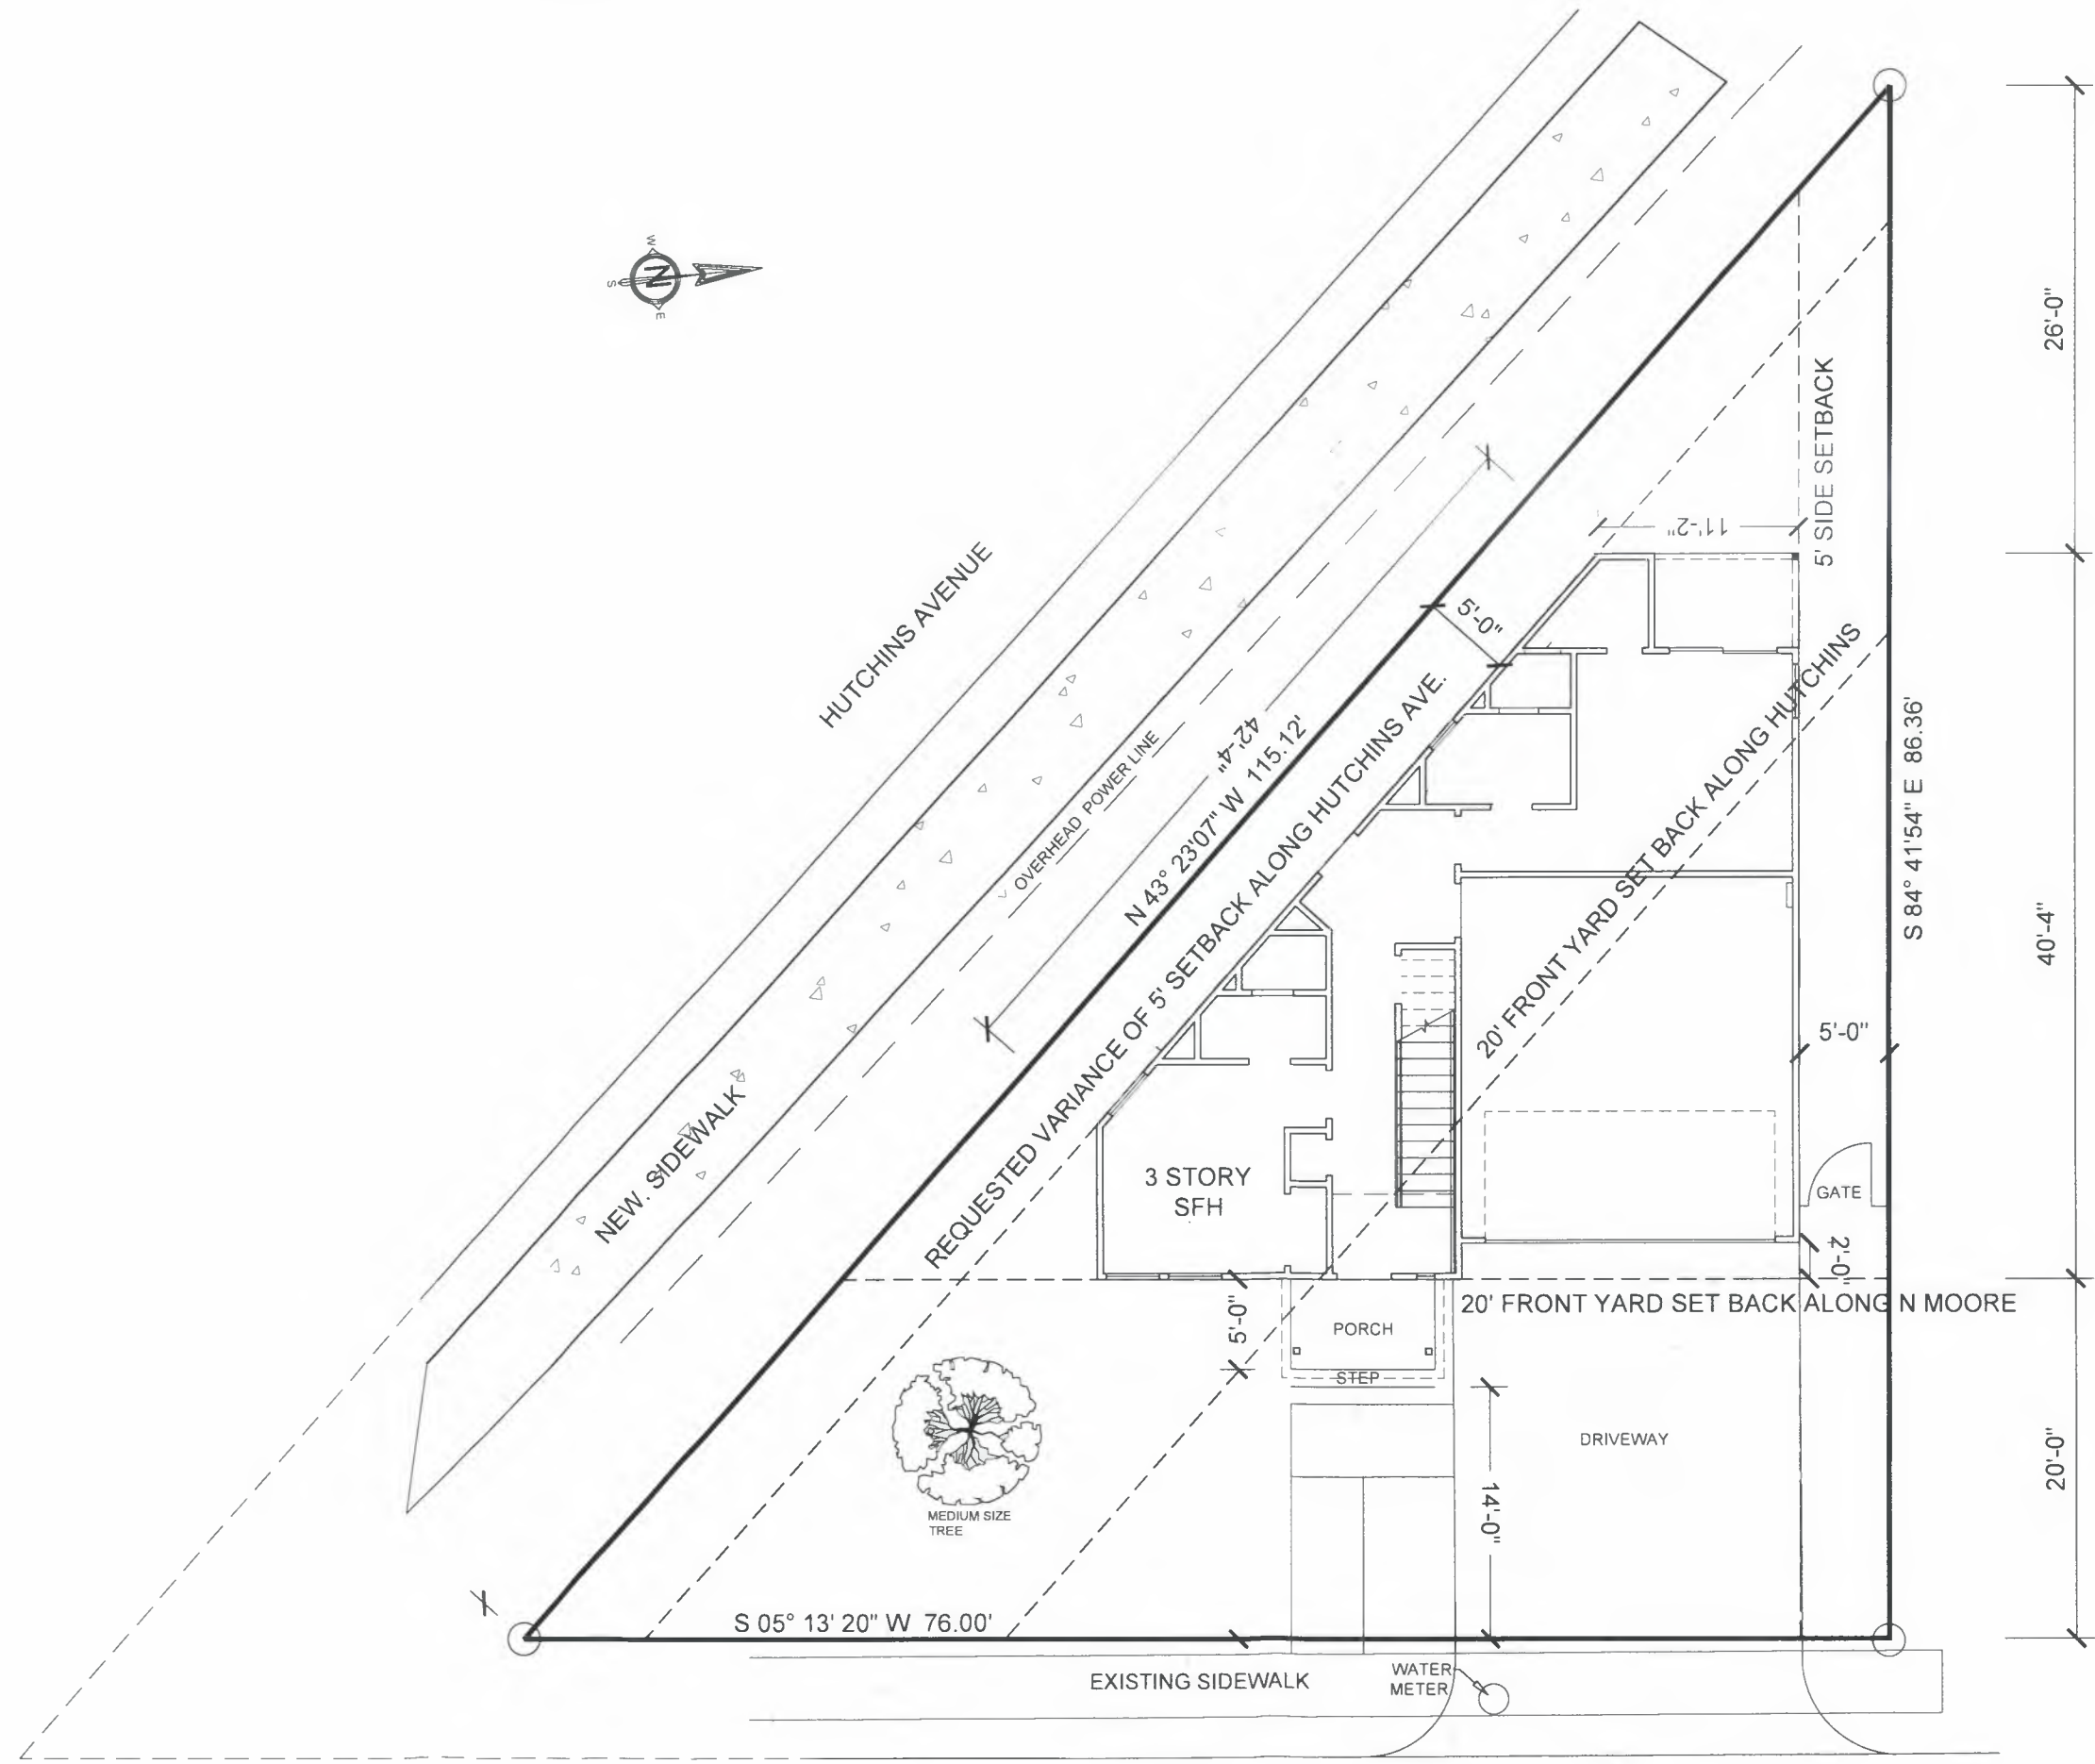 W
S
N
E
HUTCHINS AVENUE
NEW. SIDEWALK
OVERHEAD POWER LINE
42'-4"
N 43° 23'07" W 115.12'
REQUESTED VARIANCE OF 5' SETBACK ALONG HUTCHINS AVE.
5'-0"
11'-2"
5' SIDE SETBACK
26'-0"
20' FRONT YARD SET BACK ALONG HUTCHINS
S 84° 41'54" E 86.36'
40'-4"
5'-0"
3 STORY
SFH
GATE
2'-0"
20' FRONT YARD SET BACK ALONG N MOORE
5'-0"
PORCH
STEP
DRIVEWAY
14'-0"
20'-0"
MEDIUM SIZE
TREE
S 05° 13' 20" W 76.00'
EXISTING SIDEWALK
WATER
METER